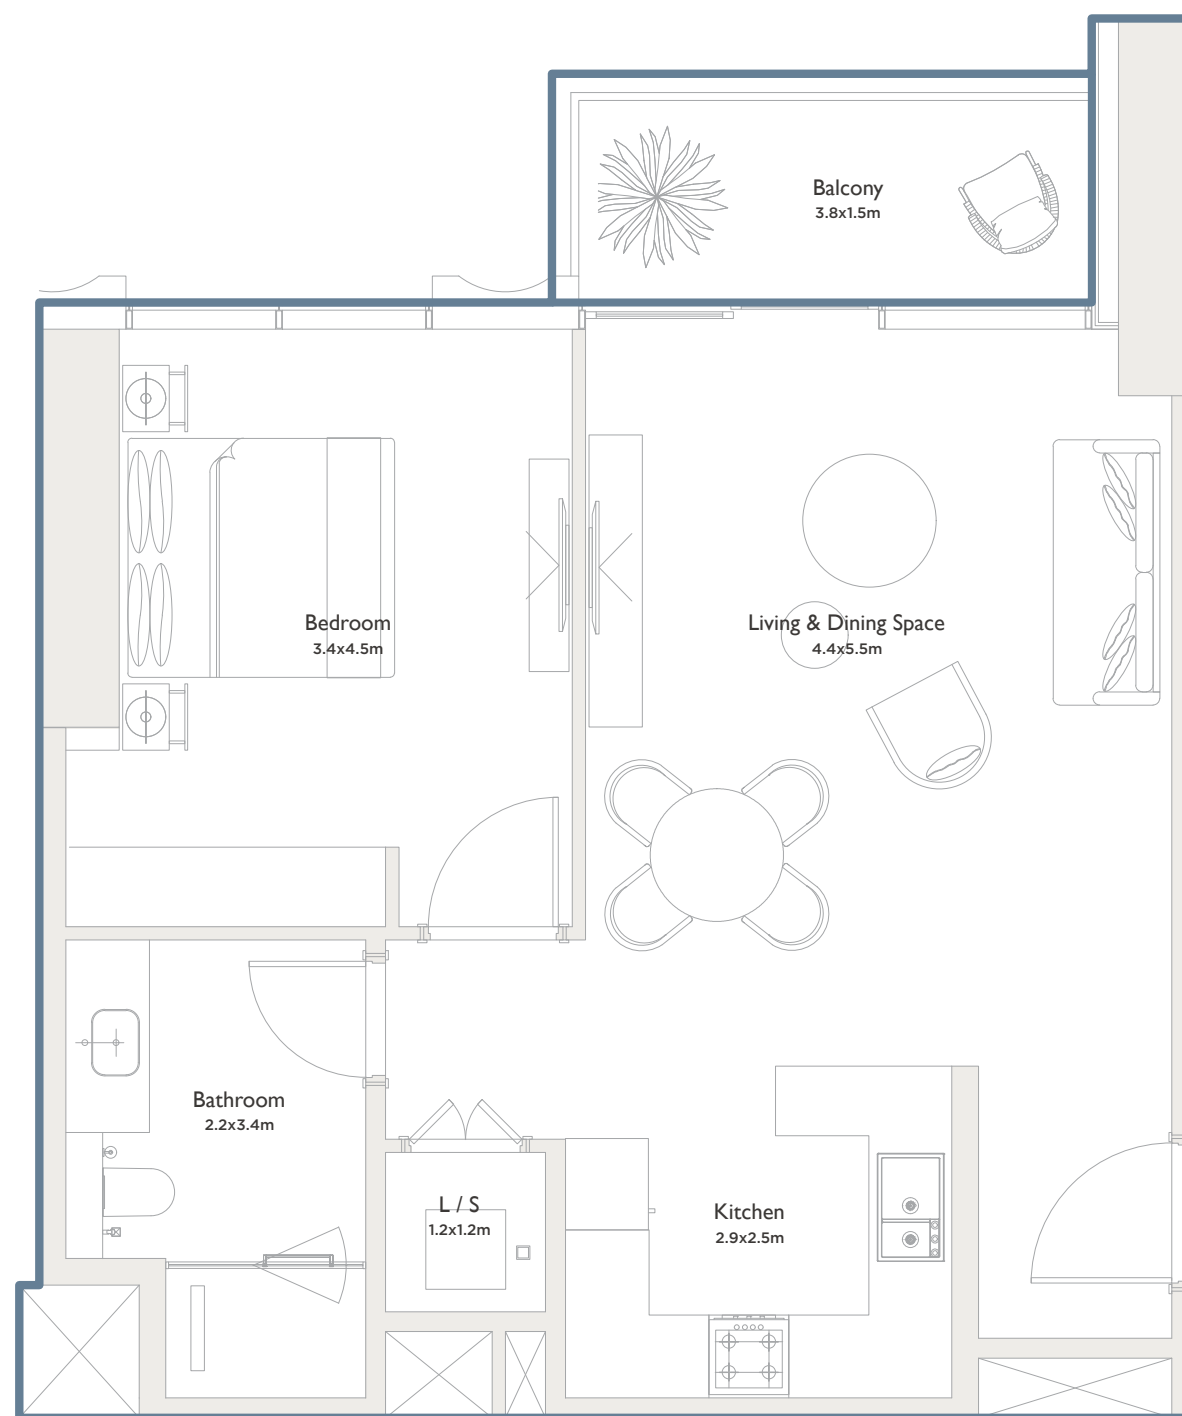 Balcony
3.8x1.5m
Bedroom
3.4x4.5m
Living & Dining Space
4.4x5.5m
Bathroom
2.2x3.4m
L / S
1.2x1.2m
Kitchen
2.9x2.5m